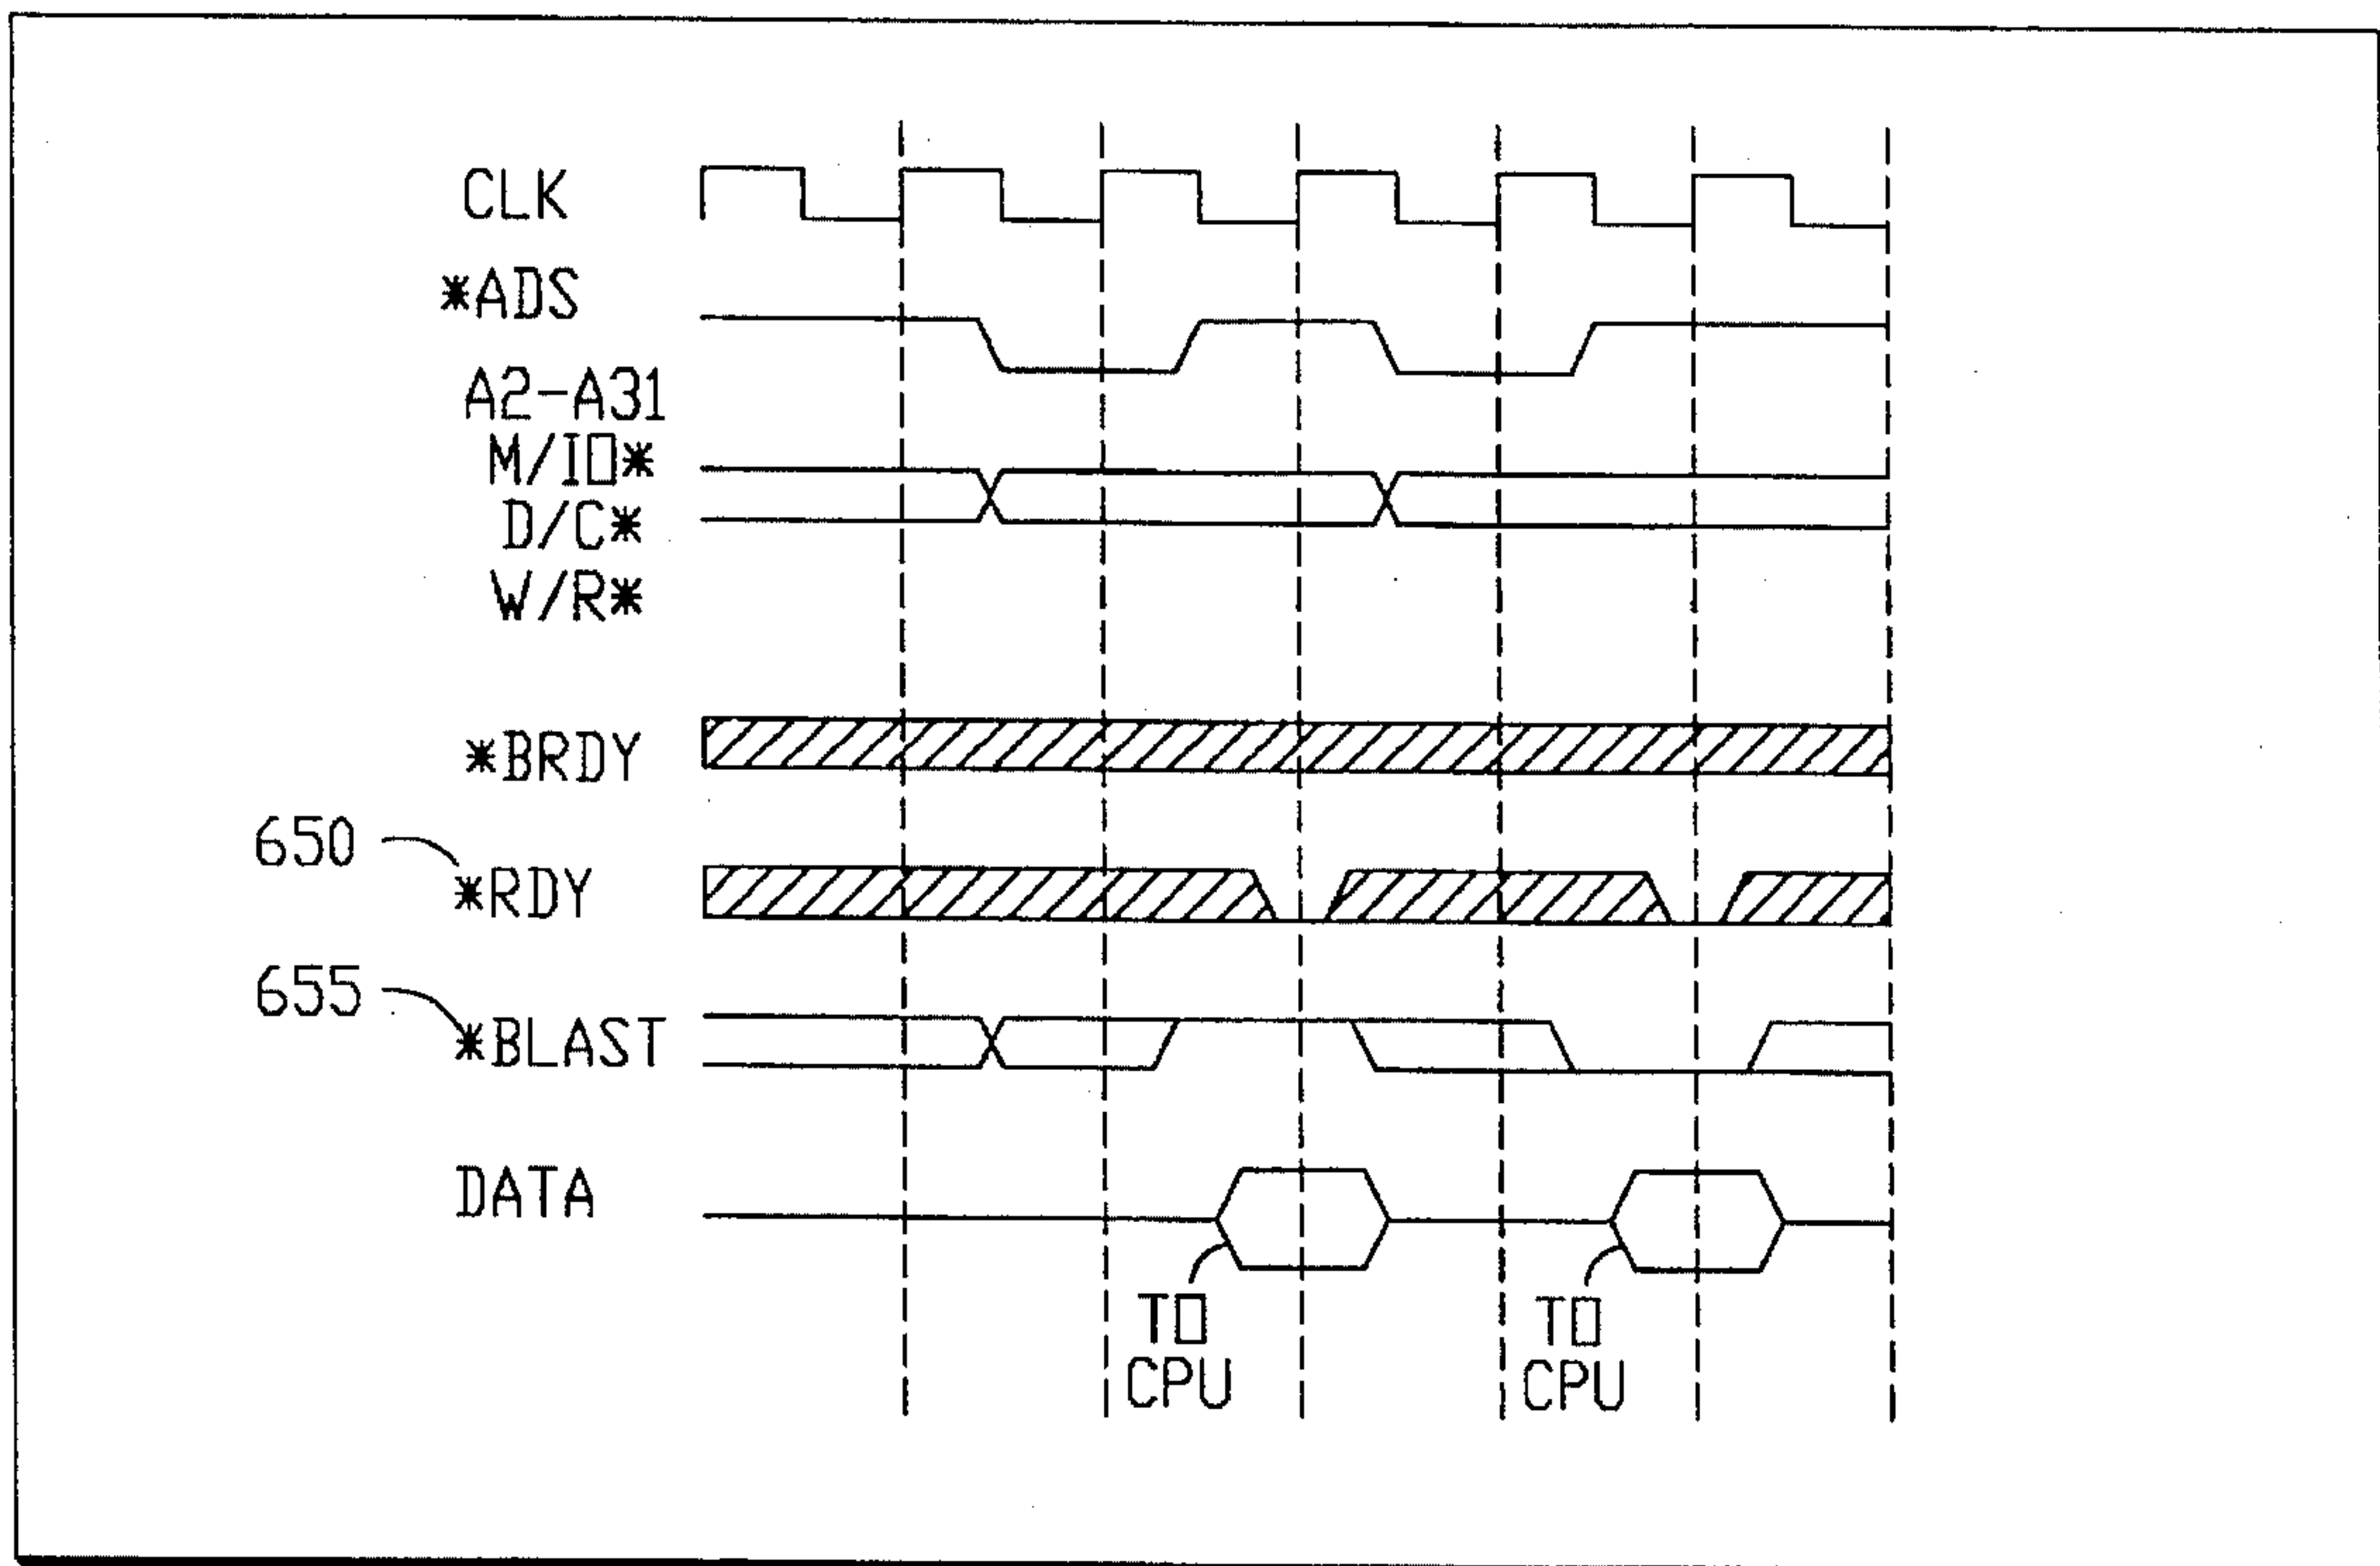 CLK
*ADS
A2-A31
M/IO*
D/C*
W/R*
*BRDY
650
*RDY
655
*BLAST
DATA
TO
CPU
TO
CPU